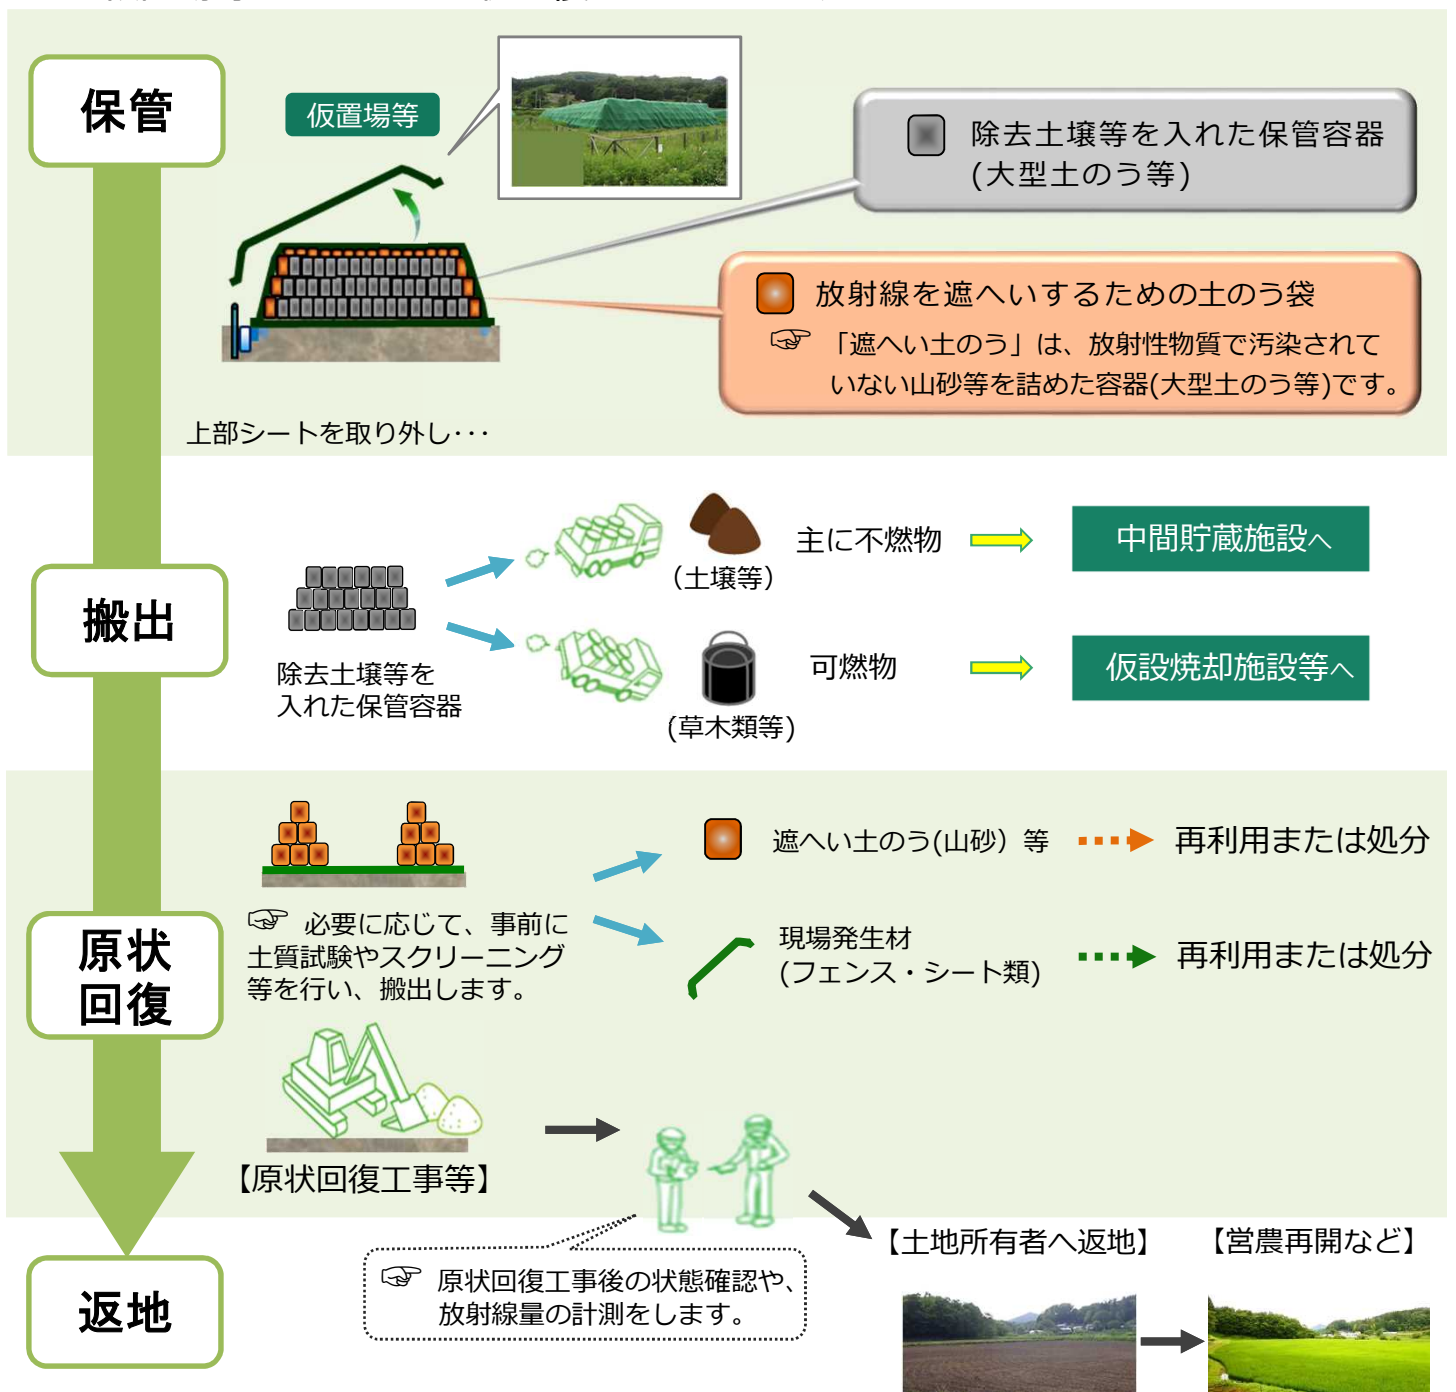 保管
仮置場等
除去土壌等を入れた保管容器
(大型土のう等)
放射線を遮へいするための土のう袋
☞ 「遮へい土のう」は、放射性物質で汚染されて
いない山砂等を詰めた容器(大型土のう等)です。
上部シートを取り外し･･･
搬出
除去土壌等を
入れた保管容器
(土壌等)
主に不燃物
中間貯蔵施設へ
(草木類等)
可燃物
仮設焼却施設等へ
原状
回復
☞ 必要に応じて、事前に
土質試験やスクリーニング
等を行い、搬出します。
遮へい土のう(山砂）等
再利用または処分
現場発生材
(フェンス・シート類)
再利用または処分
【原状回復工事等】
☞ 原状回復工事後の状態確認や、
放射線量の計測をします。
返地
【土地所有者へ返地】
【営農再開など】